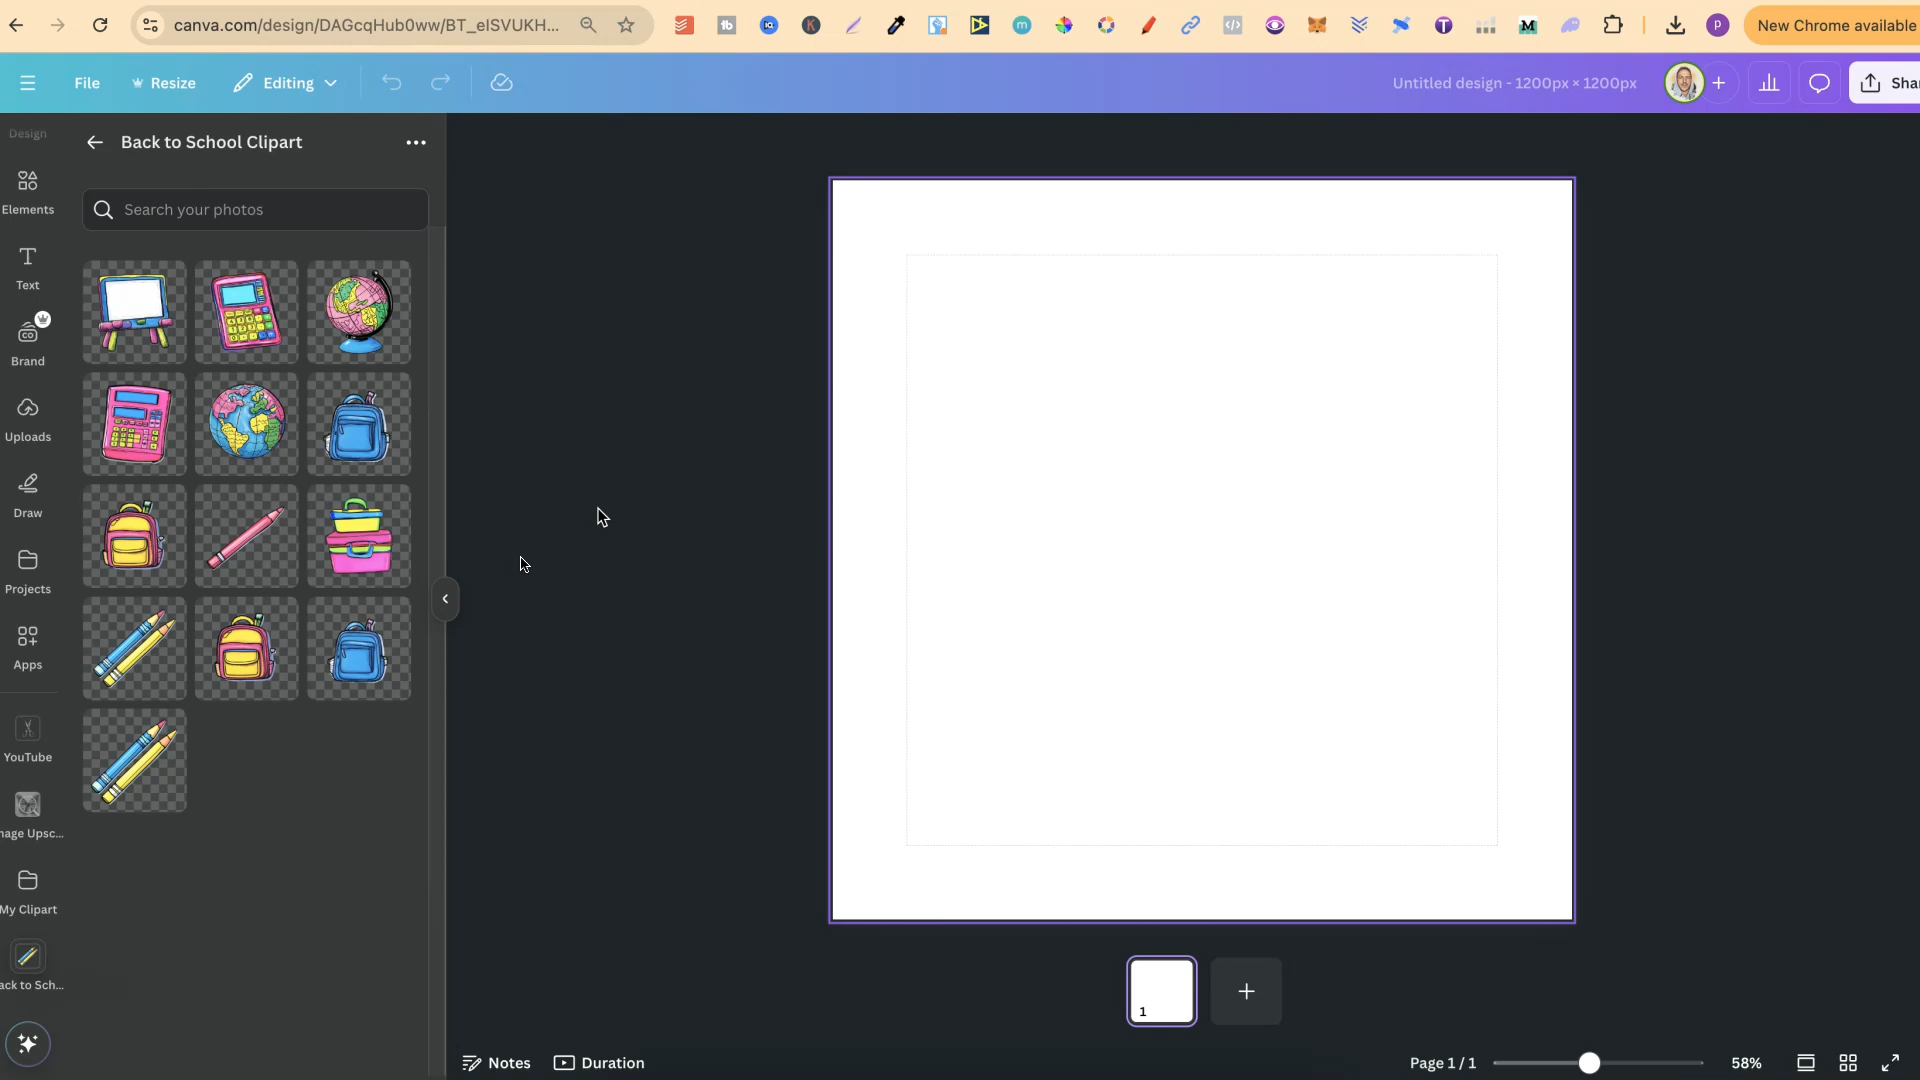 canva.com/design/DAGcqHub0ww/BT_elSVUKH...
New Chrome available
File
Resize
Editing
Untitled design - 1200px × 1200px
Shar
Design
Back to School Clipart
Search your photos
Elements
Text
Brand
Uploads
Draw
Projects
Apps
YouTube
nage Upsc...
My Clipart
ack to Sch...
1
Notes
Duration
Page 1 / 1
58%